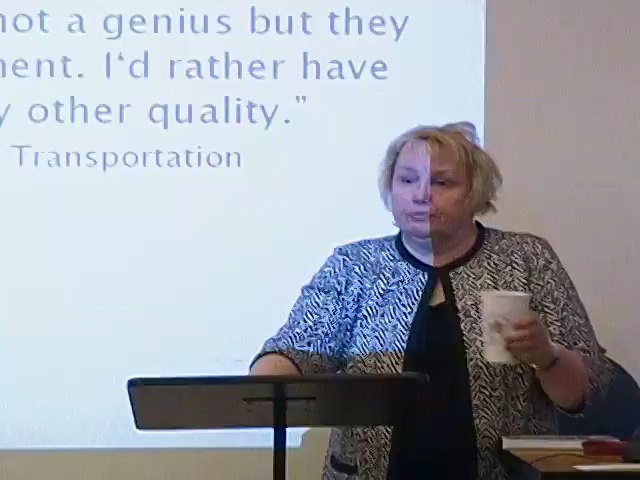 not a genius but they
ment. I'd rather have
y other quality."
Transportation